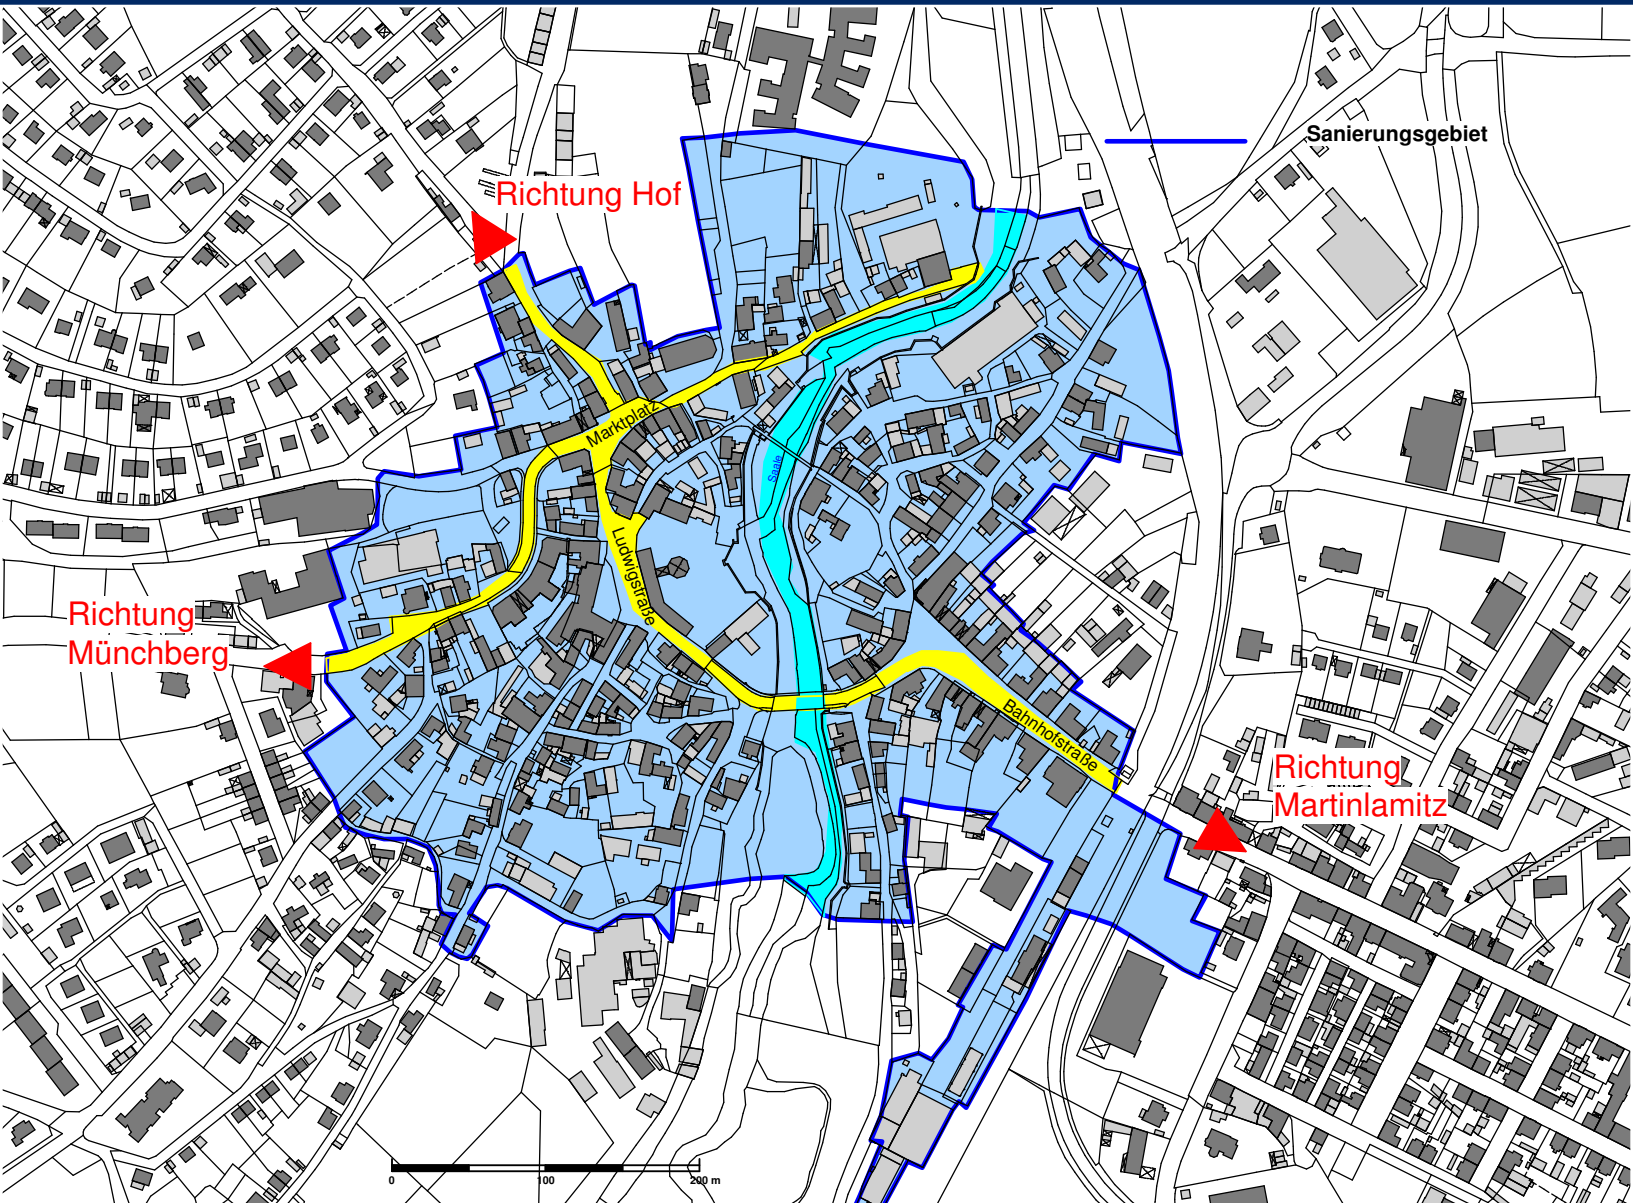 Sanierungsgebiet
Richtung Hof
Marktplatz
Saale
Ludwigstraße
Richtung
Münchberg
Bahnhofstraße
Richtung
Martinlamitz
0 100 200 m